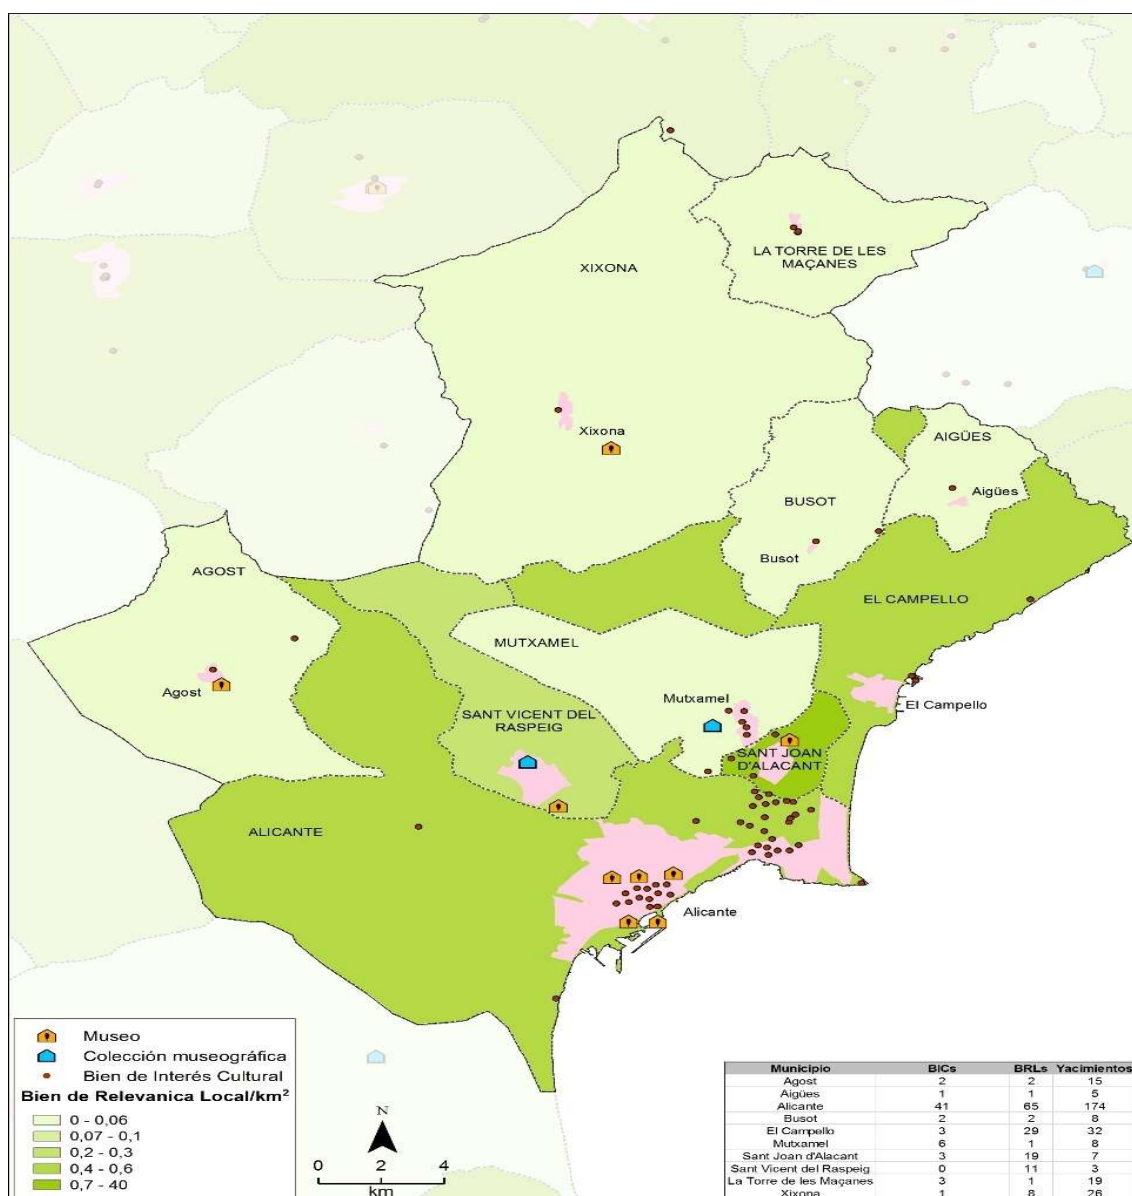 XIXONA
LA TORRE DE LES
MAÇANES
Xixona
AIGÜES
Aigües
BUSOT
Busot
AGOST
Agost
EL CAMPELLO
El Campello
MUTXAMEL
Mutxamel
SANT VICENT DEL
RASPEIG
SANT JOAN
D'ALACANT
ALICANTE
Alicante
Museo
Colección museográfica
Bien de Interés Cultural
Bien de Relevanica Local/km²
0 - 0,06
0,07 - 0,1
0,2 - 0,3
0,4 - 0,6
0,7 - 40
N
0 2 4
km
Municipio BICs BRLs Yacimientos
Agost 2 2 15
Aigües 1 1 5
Alicante 41 65 174
Busot 2 2 8
El Campello 3 29 32
Mutxamel 6 1 8
Sant Joan d'Alacant 3 19 7
Sant Vicent del Raspeig 0 11 3
La Torre de les Maçanes 3 1 19
Xixona 1 8 26